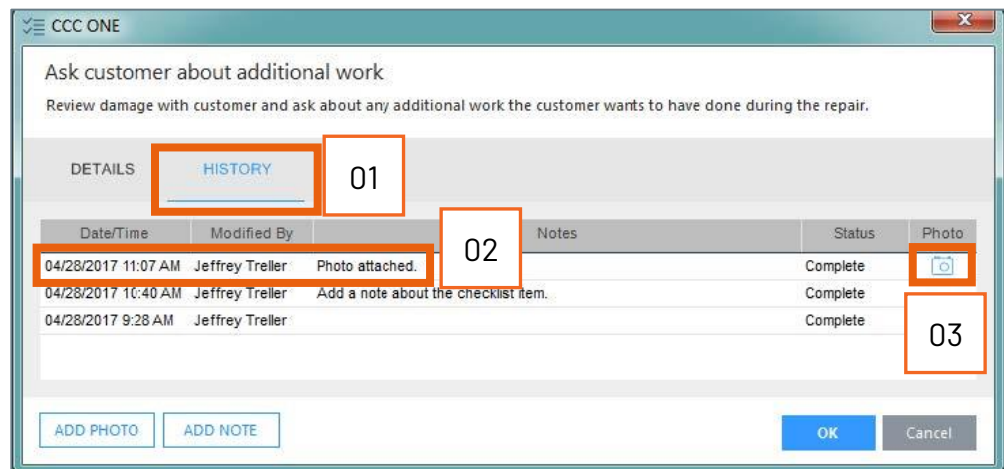 CCC ONE
Ask customer about additional work
Review damage with customer and ask about any additional work the customer wants to have done during the repair.
DETAILS HISTORY 01
Date/Time Modified By 02 Notes Status Photo
04/28/2017 11:07 AM Jeffrey Treller Photo attached. Complete
04/28/2017 10:40 AM Jeffrey Treller Add a note about the checklist item. Complete
04/28/2017 9:28 AM Jeffrey Treller Complete 03
ADD PHOTO ADD NOTE OK Cancel